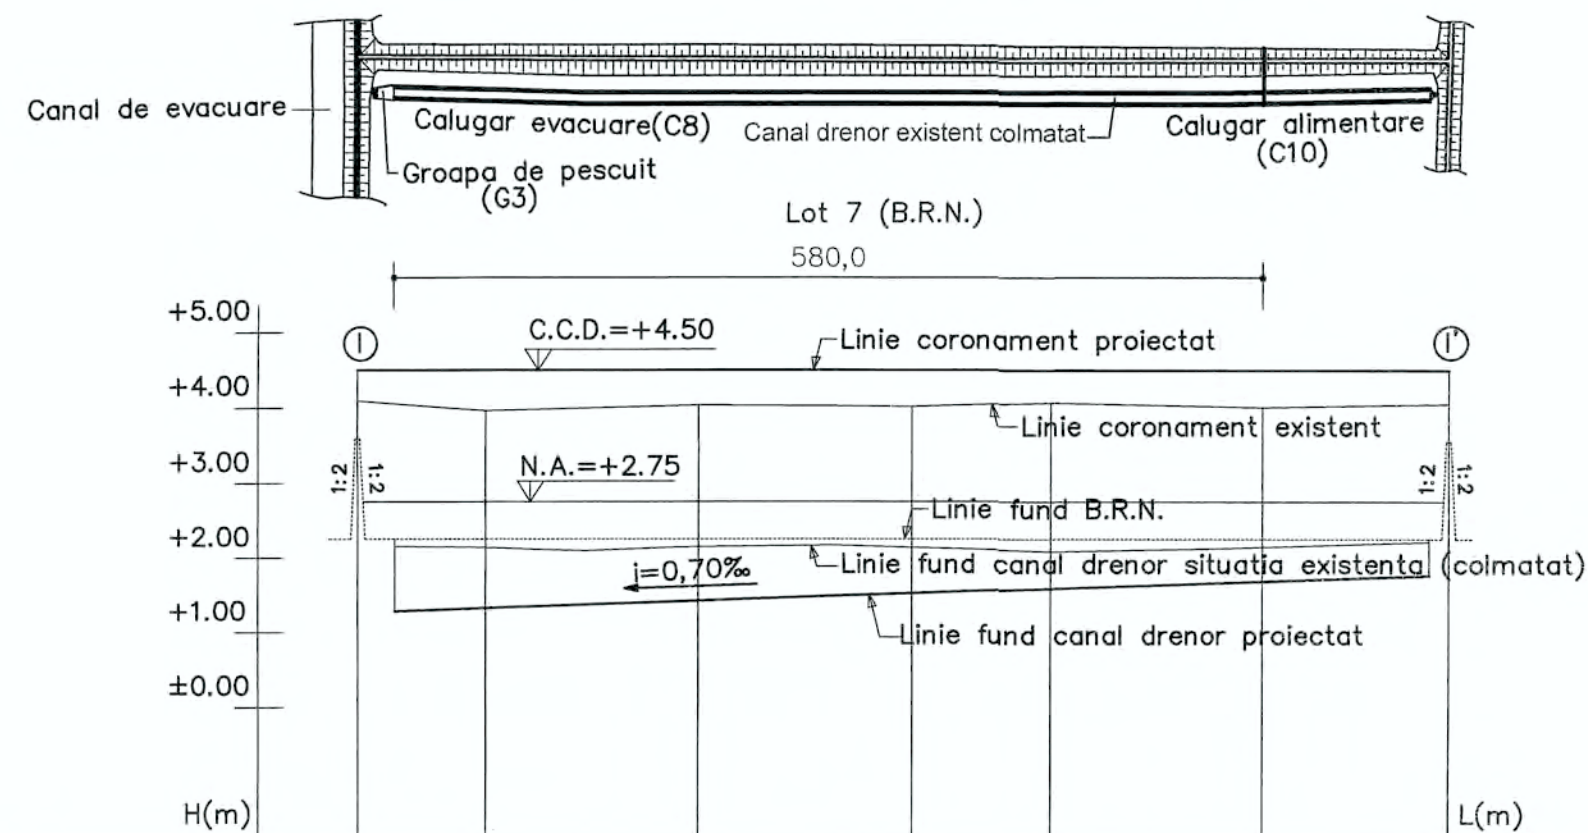 Canal de evacuare
Calugar evacuare(C8)
Canal drenor existent colmatat
Calugar alimentare
(C10)
Groapa de pescuit
(G3)
Lot 7 (B.R.N.)
580,0
+5.00
C.C.D.=+4.50
Linie coronament proiectat
I
I'
+4.00
Linie coronament existent
+3.00
N.A.=+2.75
1:2
1:2
1:2
1:2
Linie fund B.R.N.
+2.00
Linie fund canal drenor situatia existenta (colmatat)
i=0,70‰
+1.00
Linie fund canal drenor proiectat
±0.00
H(m)
L(m)